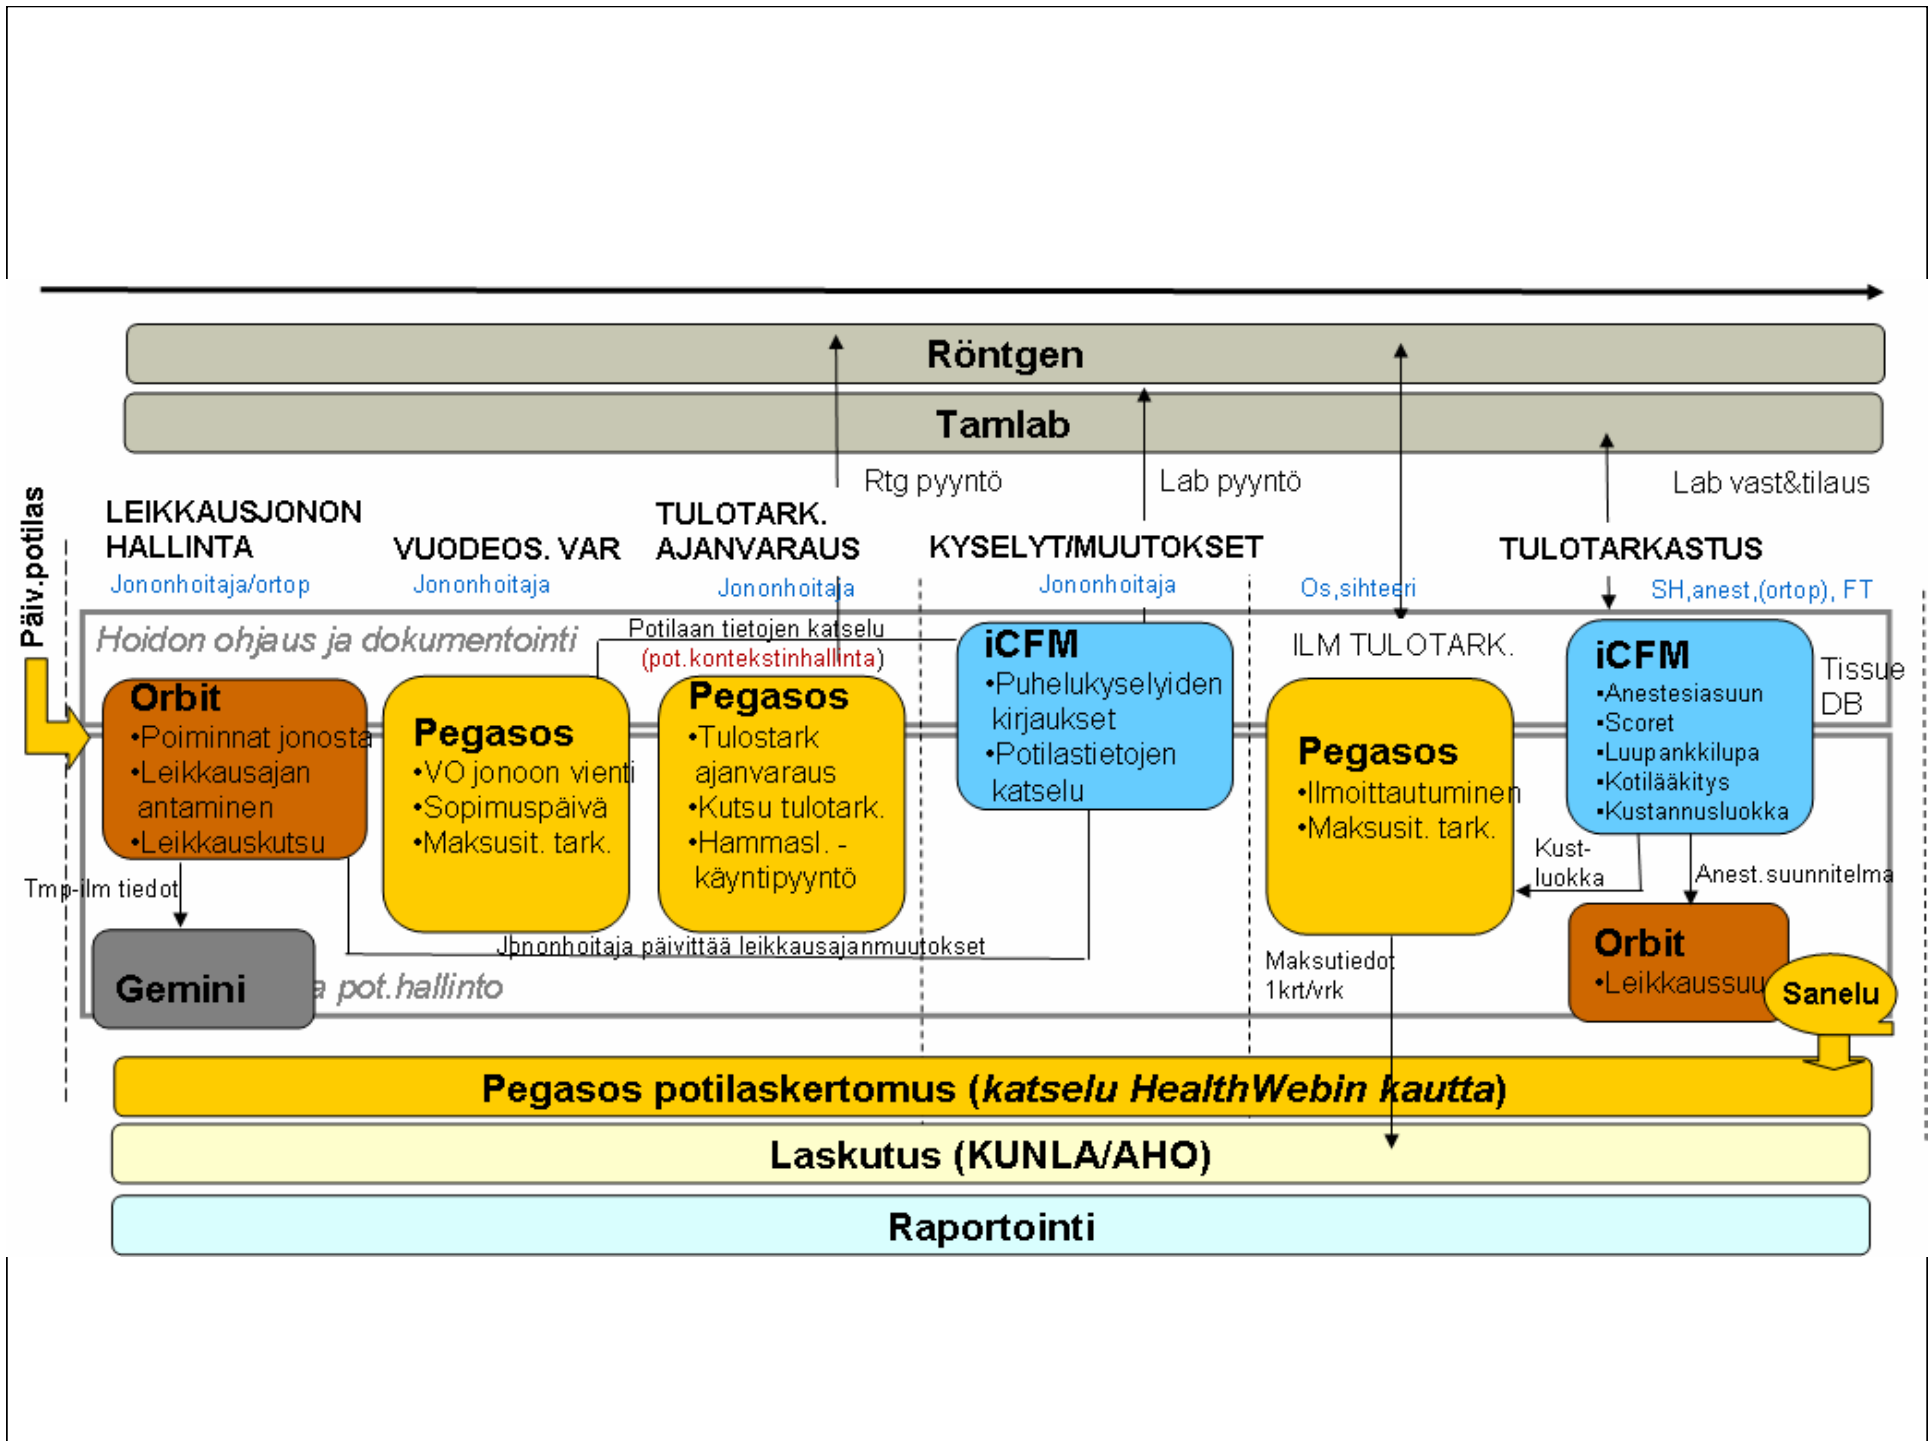 Röntgen
Tamlab
Rtg pyyntö
Lab pyyntö
Lab vast&tilaus
Päiv.potilas
LEIKKAUSJONON
HALLINTA
Jononhoitaja/ortop
VUODEOS. VAR
Jononhoitaja
TULOTARK.
AJANVARAUS
Jononhoitaja
KYSELYT/MUUTOKSET
Jononhoitaja
Os,sihteeri
TULOTARKASTUS
SH,anest,(ortop), FT
Hoidon ohjaus ja dokumentointi
Potilaan tietojen katselu
(pot.kontekstinhallinta)
Orbit
•Poiminnat jonosta
•Leikkausajan
antaminen
•Leikkauskutsu
Pegasos
•VO jonoon vienti
•Sopimuspäivä
•Maksusit. tark.
Pegasos
•Tulostark
ajanvaraus
•Kutsu tulotark.
•Hammasl. -
käyntipyyntö
iCFM
•Puhelukyselyiden
kirjaukset
•Potilastietojen
katselu
ILM TULOTARK.
Pegasos
•Ilmoittautuminen
•Maksusit. tark.
iCFM
•Anestesiasuun
•Scoret
•Luupankkilupa
•Kotilääkitys
•Kustannusluokka
Tissue
DB
Kust-
luokka
Anest.suunnitelma
Tmp-ilm tiedot
Jononhoitaja päivittää leikkausajanmuutokset
Gemini
a pot.hallinto
Maksutiedot
1krt/vrk
Orbit
•Leikkaussuu
Sanelu
Pegasos potilaskertomus (katselu HealthWebin kautta)
Laskutus (KUNLA/AHO)
Raportointi